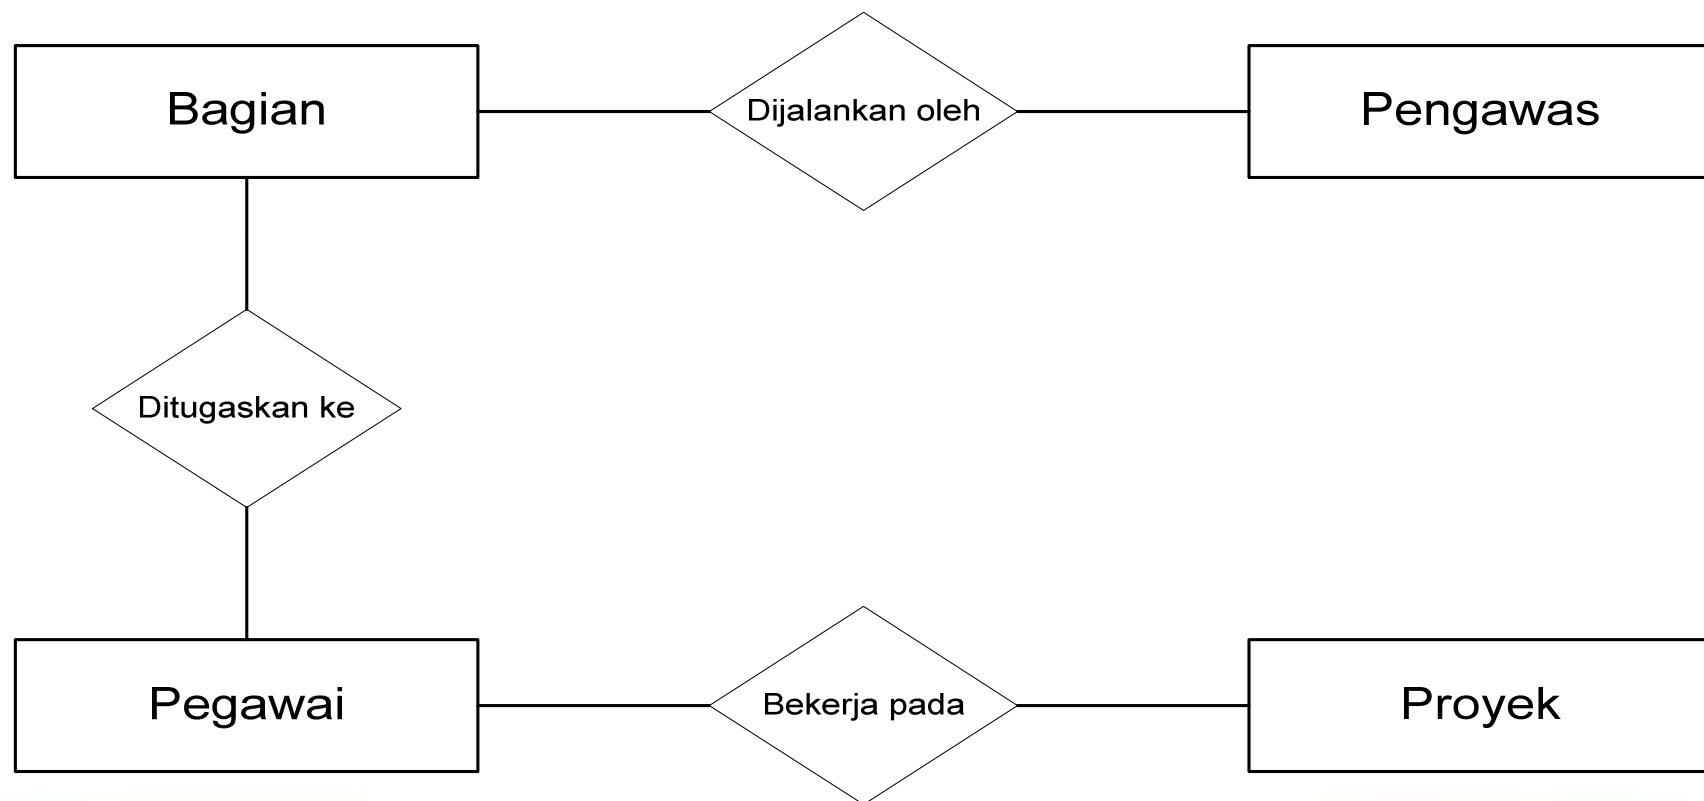 Bagian
Dijalankan oleh
Pengawas
Ditugaskan ke
Pegawai
Bekerja pada
Proyek